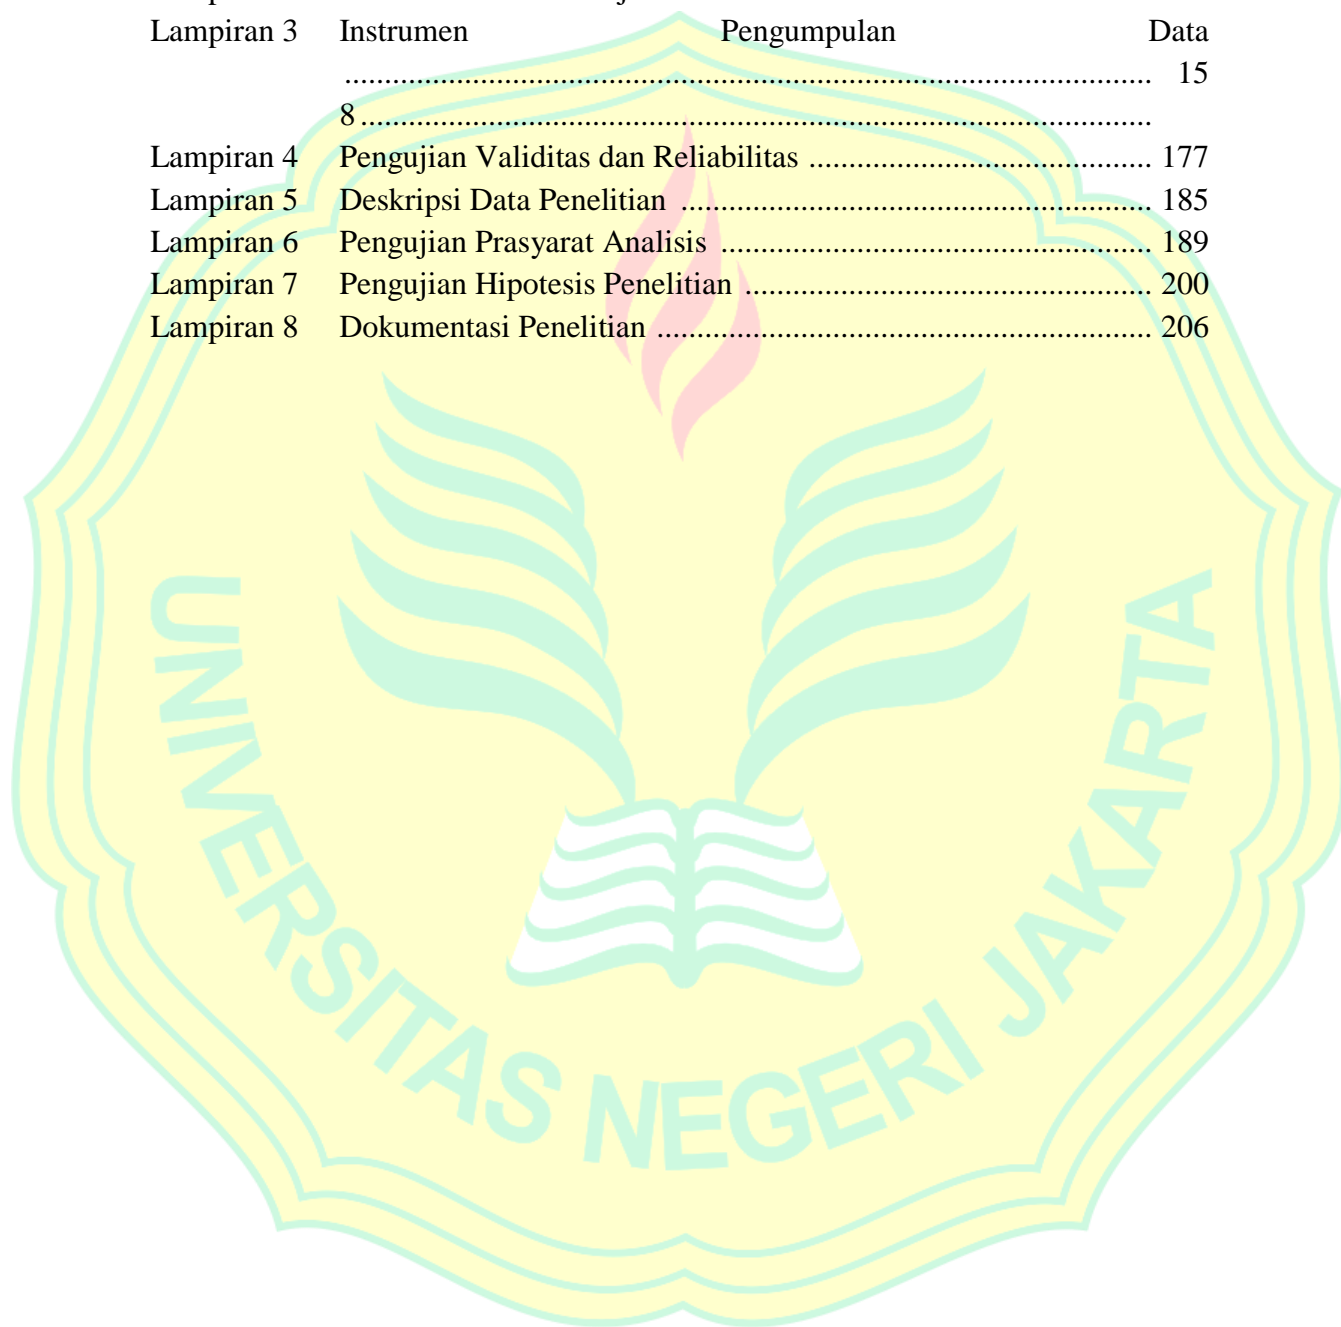 Lampiran 3 Instrumen Pengumpulan Data
.................................................................................................... 15
8 ....................................................................................................
Lampiran 4 Pengujian Validitas dan Reliabilitas ........................................... 177
Lampiran 5 Deskripsi Data Penelitian ........................................................... 185
Lampiran 6 Pengujian Prasyarat Analisis ...................................................... 189
Lampiran 7 Pengujian Hipotesis Penelitian ................................................... 200
Lampiran 8 Dokumentasi Penelitian .............................................................. 206
UNIVERSITAS NEGERI JAKARTA